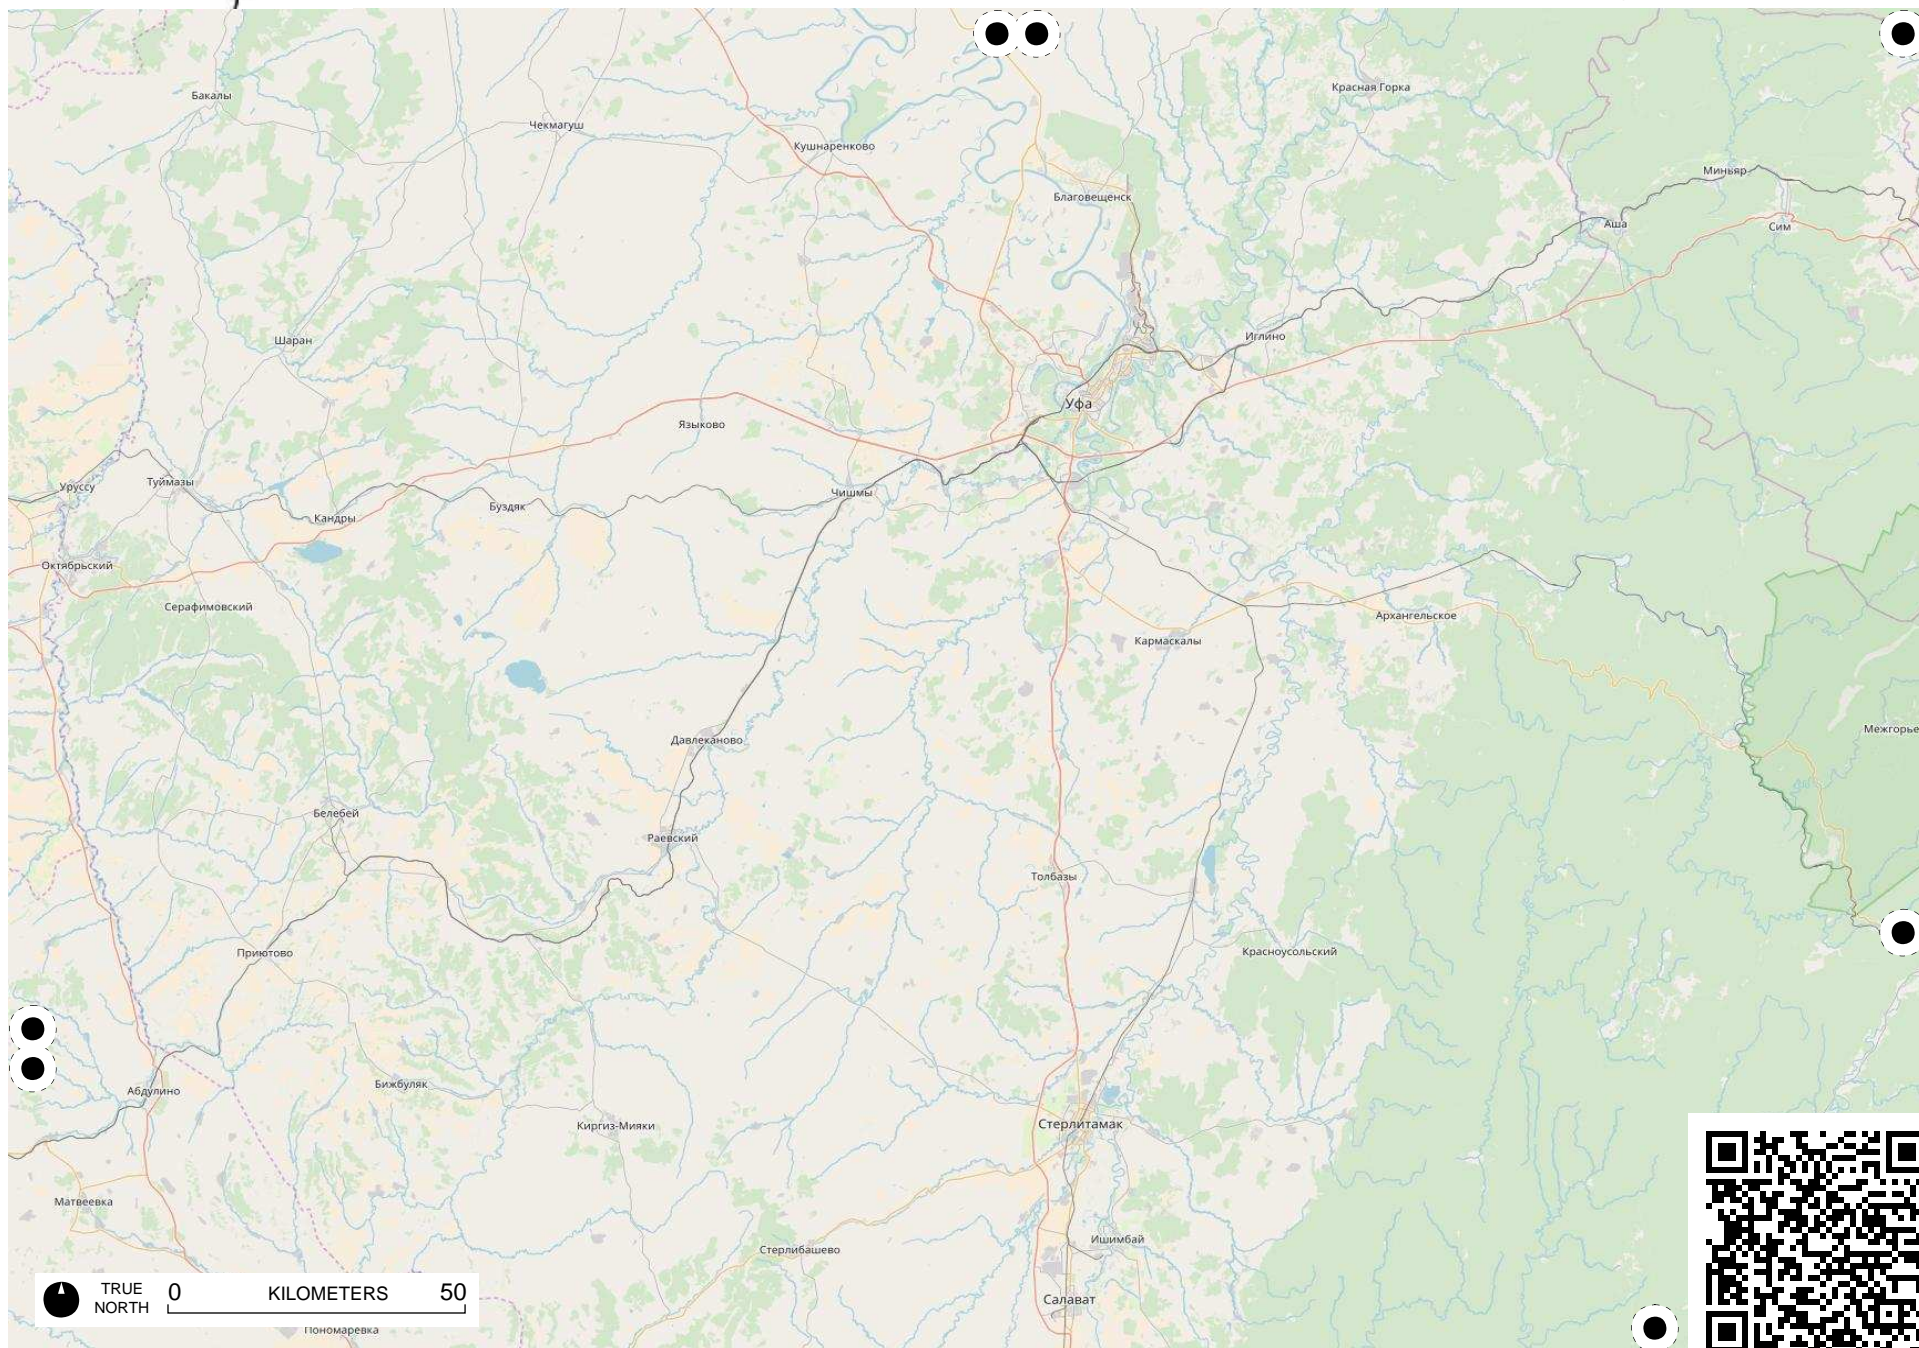 Красная Горка
Бакалы
Чекмагуш
Кушнаренково
Миньяр
Благовещенск
Аша
Сим
Иглино
Шаран
Уфа
Языково
Туймазы
Уруссу
Чишмы
Буздяк
Кандры
Октябрьский
Серафимовский
Архангельское
Кармаскалы
Межгорье
Давлеканово
Белебей
Раевский
Толбазы
Приютово
Красноусольский
Бижбуляк
Абдулино
Киргиз-Мияки
Стерлитамак
Матвеевка
Ишимбай
Стерлибашево
TRUE
NORTH
0 KILOMETERS 50
Салават
Пономаревка